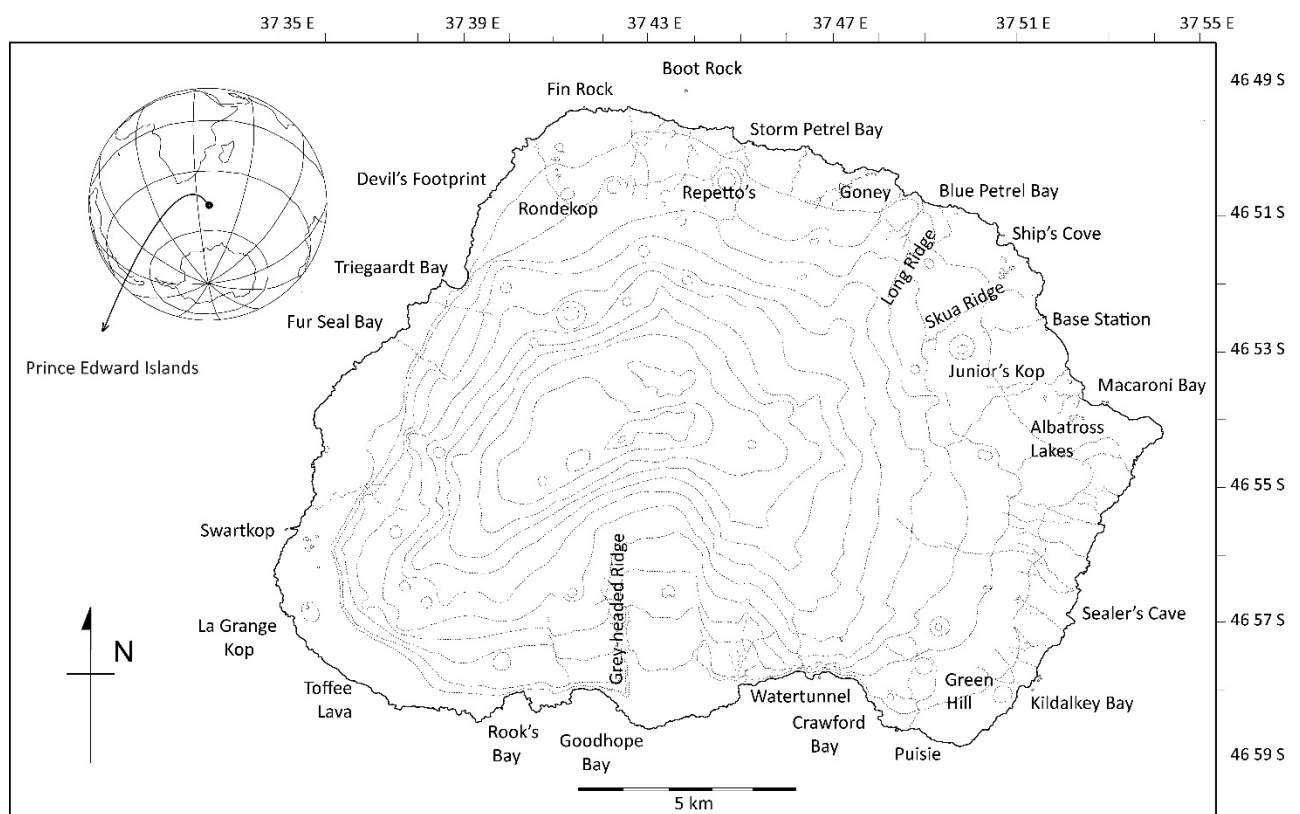 37 35 E
37 39 E
37 43 E
37 47 E
37 51 E
37 55 E
Boot Rock
46 49 S
Fin Rock
Storm Petrel Bay
Devil's Footprint
Rondekop
Repetto's
Goney
Blue Petrel Bay
46 51 S
Ship's Cove
Long Ridge
Triegaardt Bay
Skua Ridge
Fur Seal Bay
Base Station
46 53 S
Prince Edward Islands
Junior's Kop
Macaroni Bay
Albatross
Lakes
46 55 S
Swartkop
Grey-headed Ridge
La Grange
Kop
Sealer's Cave
46 57 S
N
Toffee
Lava
Watertunnel
Green
Hill
Kildalkey Bay
Rook's
Bay
Goodhope
Bay
Crawford
Bay
Puisie
46 59 S
5 km